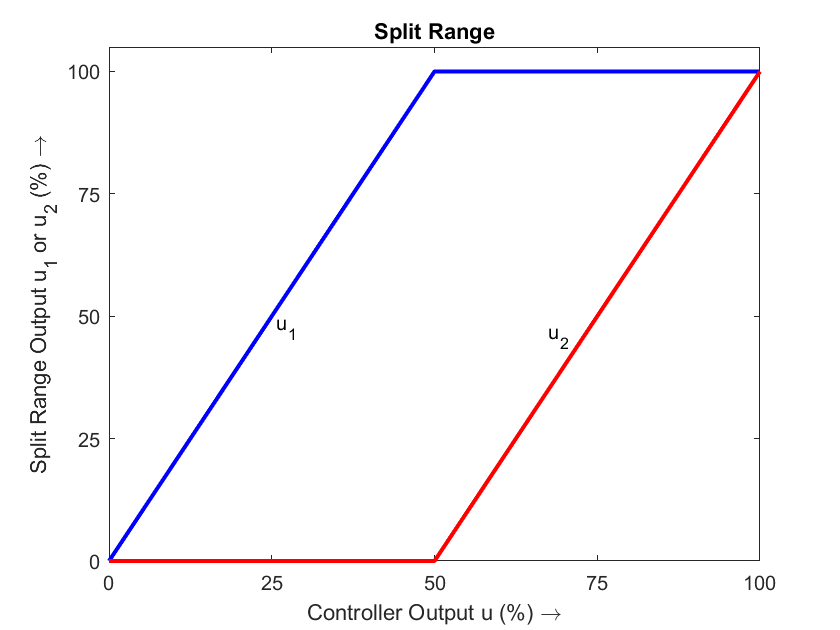 Split Range
Split Range Output u₁ or u₂ (%) →
100
75
50
25
0
u₁
u₂
0 25 50 75 100
Controller Output u (%) →